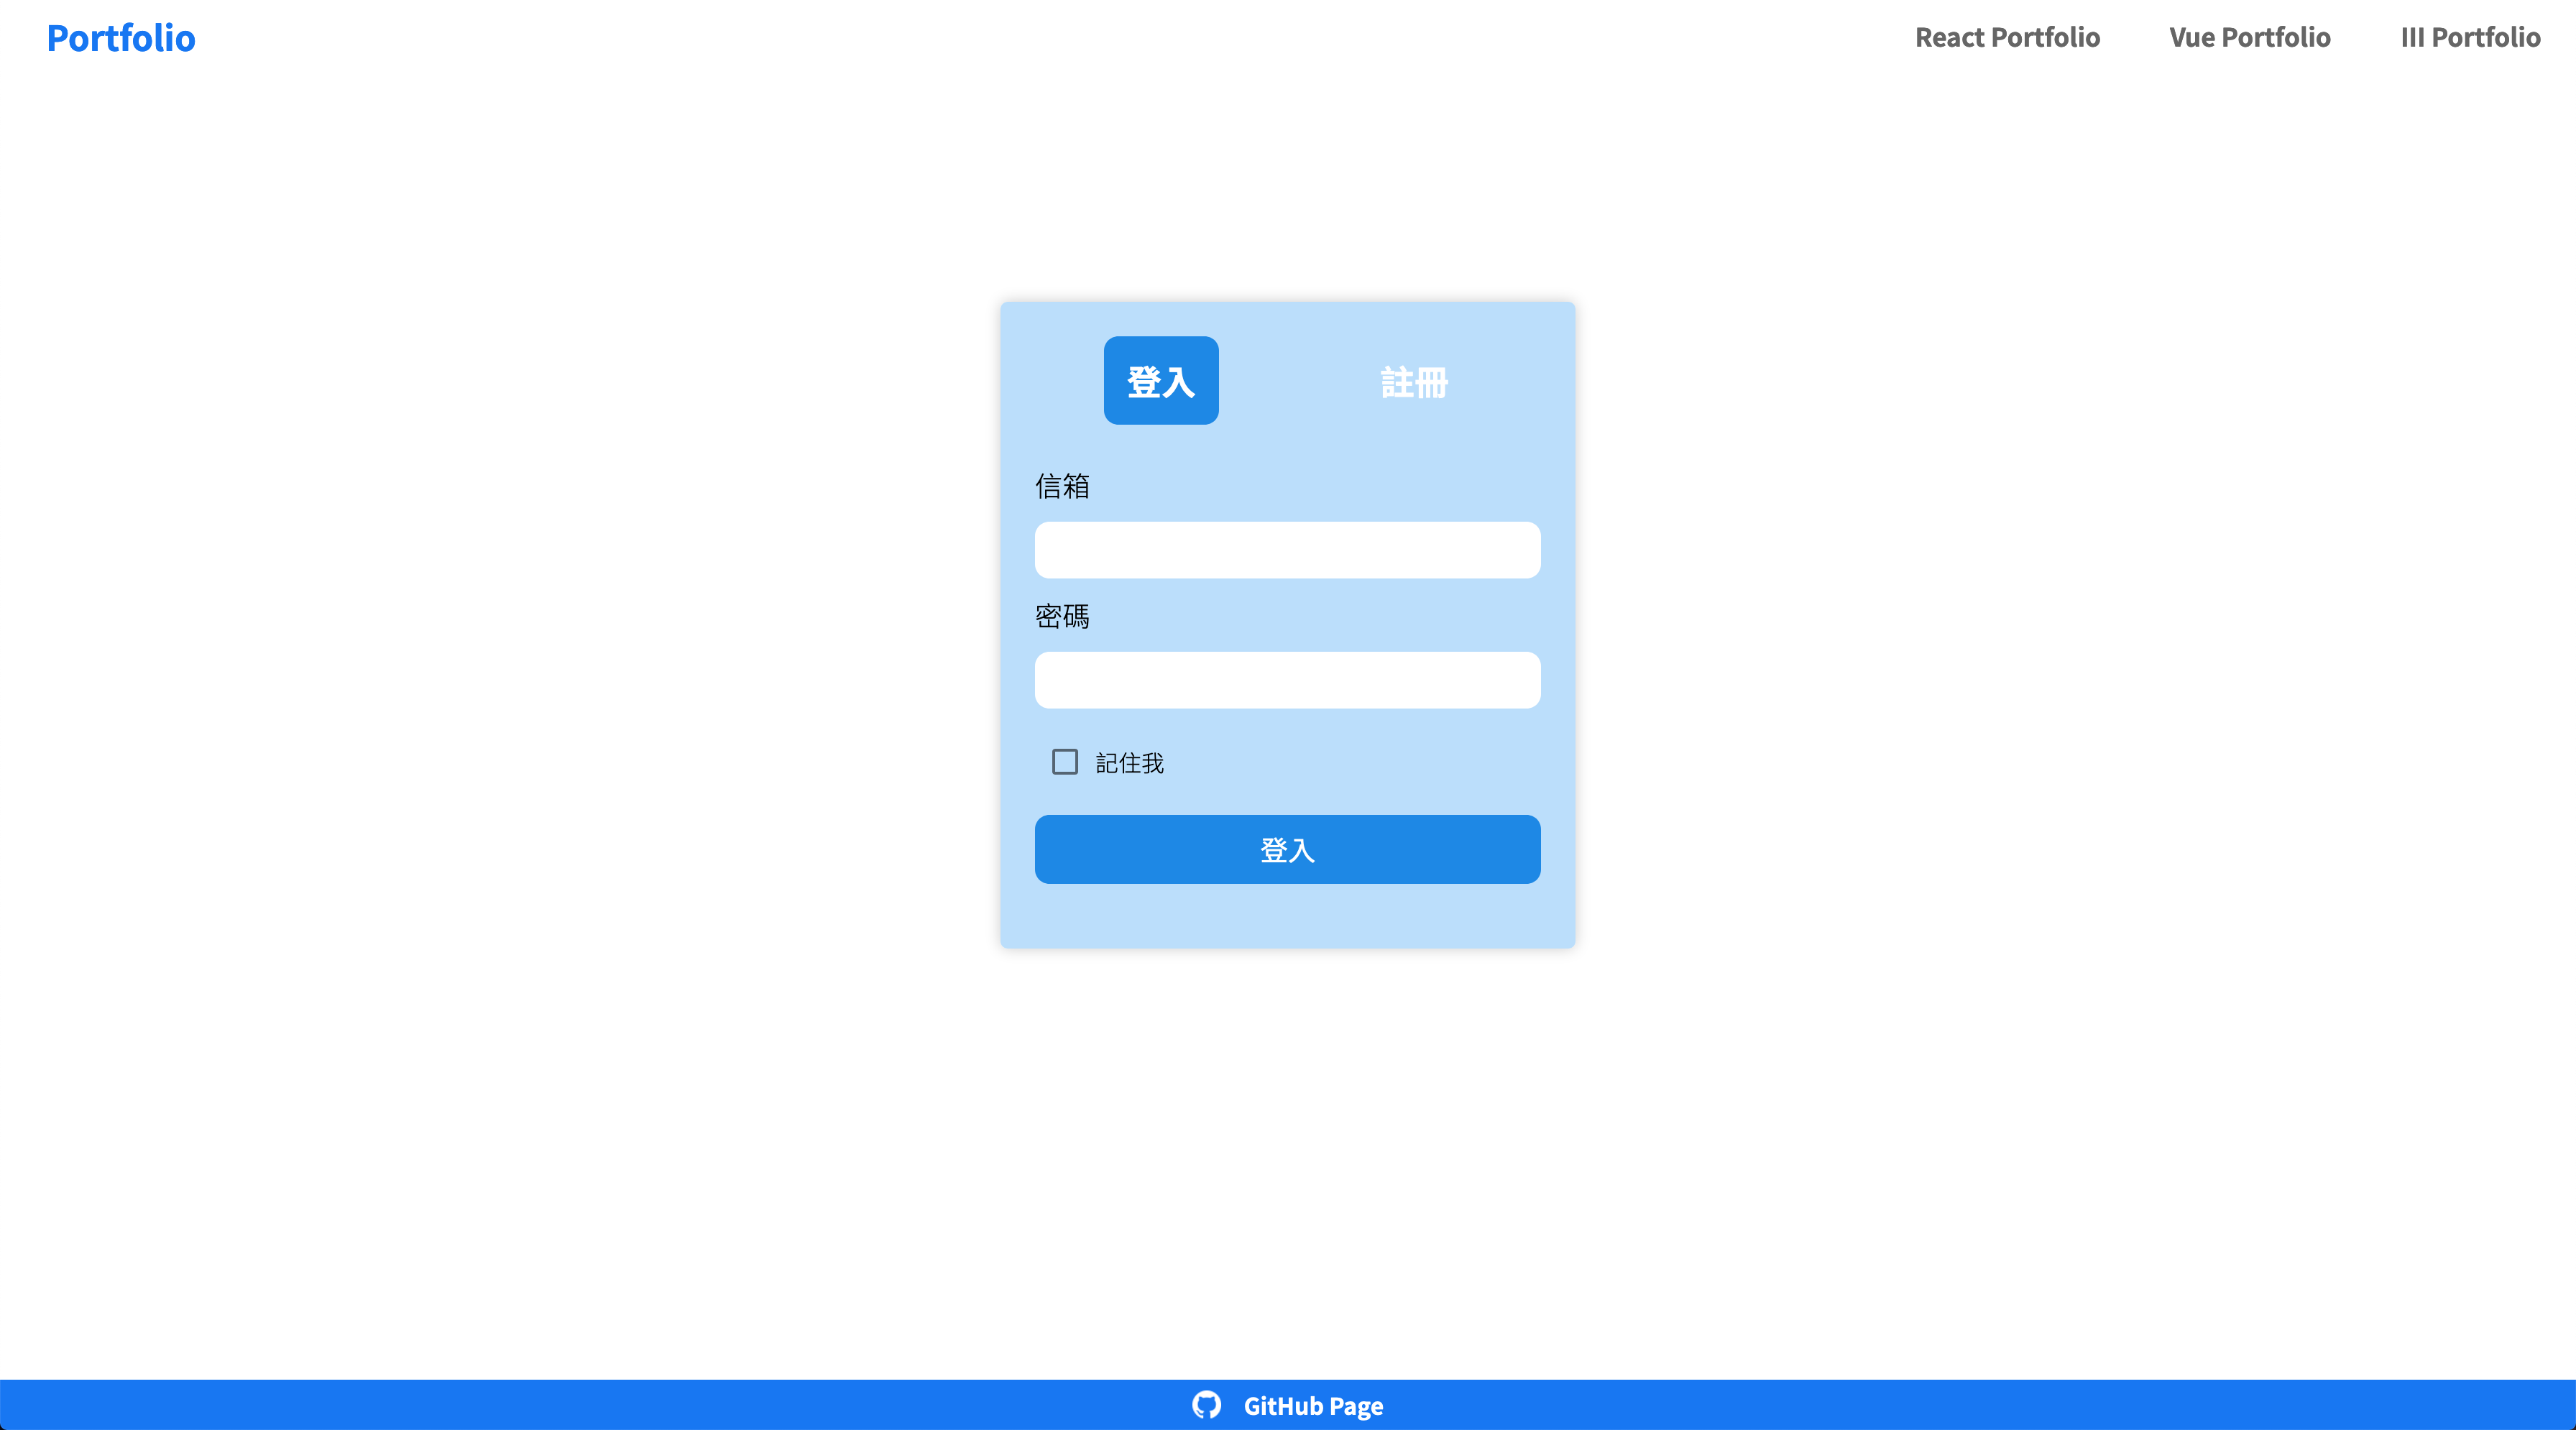 Portfolio
React Portfolio
Vue Portfolio
III Portfolio
登入
註冊
信箱
密碼
記住我
登入
GitHub Page